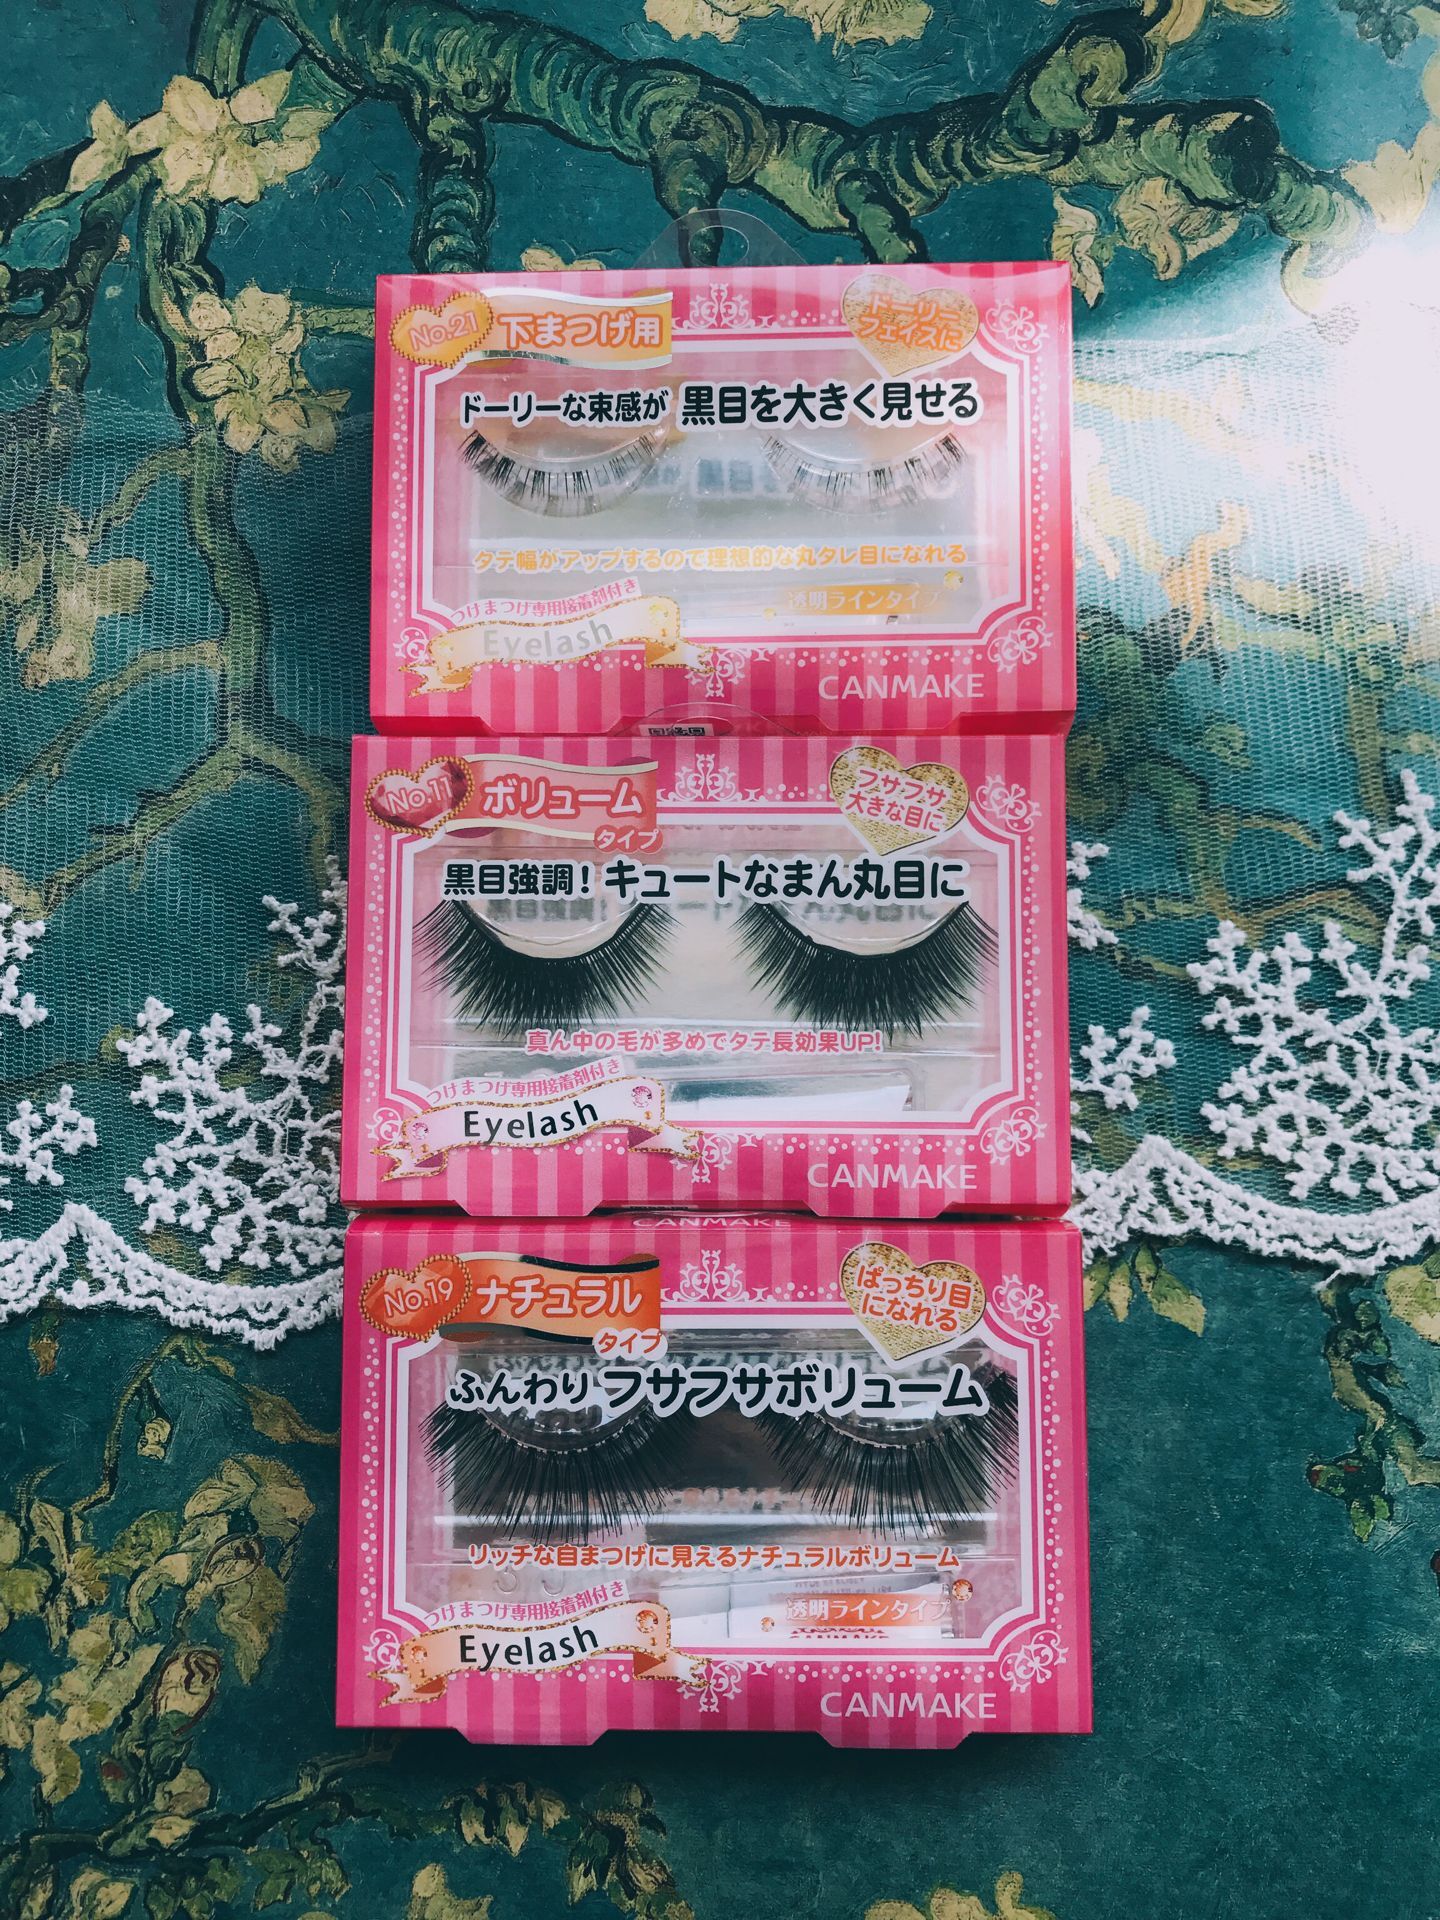 No.21
下まつげ用
ドーリー
フェイスに
ドーリーな束感が 黒目を大きく見せる
タテ幅がアップするので理想的な丸タレ目になれる
透明ラインタイプ
つけまつげ専用接着剤付き
Eyelash
CANMAKE
No.11
ボリューム
タイプ
フサフサ
大きな目に
黒目強調！キュートなまん丸目に
真ん中の毛が多めでタテ長効果UP!
つけまつげ専用接着剤付き
Eyelash
CANMAKE
CANMAKE
No.19
ナチュラル
タイプ
ぱっちり目
になれる
ふんわりフサフサボリューム
リッチな自まつげに見えるナチュラルボリューム
透明ラインタイプ
つけまつげ専用接着剤付き
Eyelash
CANMAKE
CANMAKE